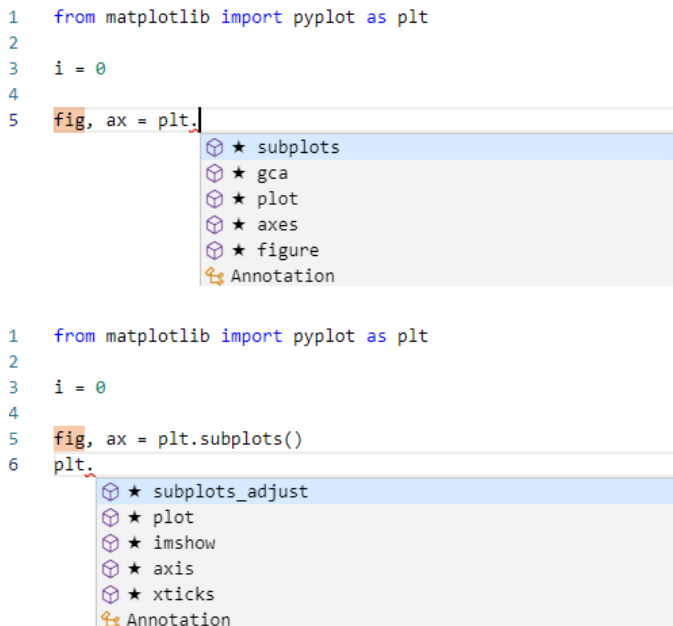 1 from matplotlib import pyplot as plt
2
3 i = 0
4
5 fig, ax = plt.
★ subplots
★ gca
★ plot
★ axes
★ figure
Annotation
1 from matplotlib import pyplot as plt
2
3 i = 0
4
5 fig, ax = plt.subplots()
6 plt.
★ subplots_adjust
★ plot
★ imshow
★ axis
★ xticks
Annotation